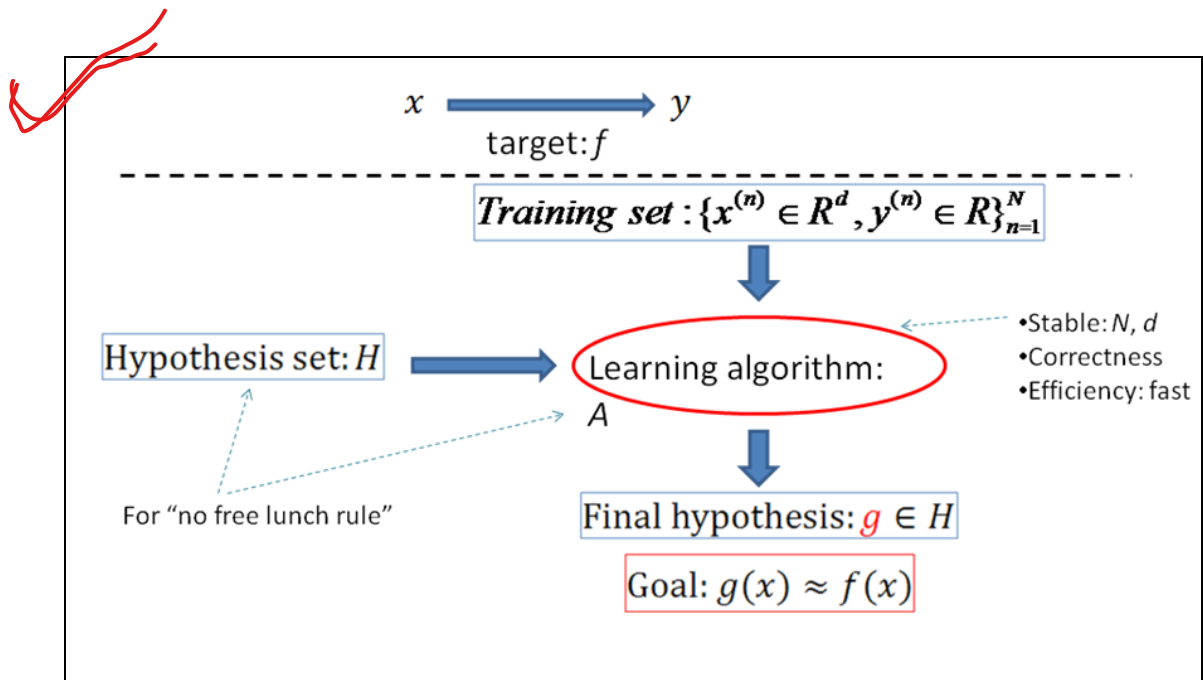 x y
target: f
Training set : {x^(n) ∈ R^d, y^(n) ∈ R}_{n=1}^N
•Stable: N, d
•Correctness
•Efficiency: fast
Hypothesis set: H
Learning algorithm:
A
For “no free lunch rule”
Final hypothesis: g ∈ H
Goal: g(x) ≈ f(x)